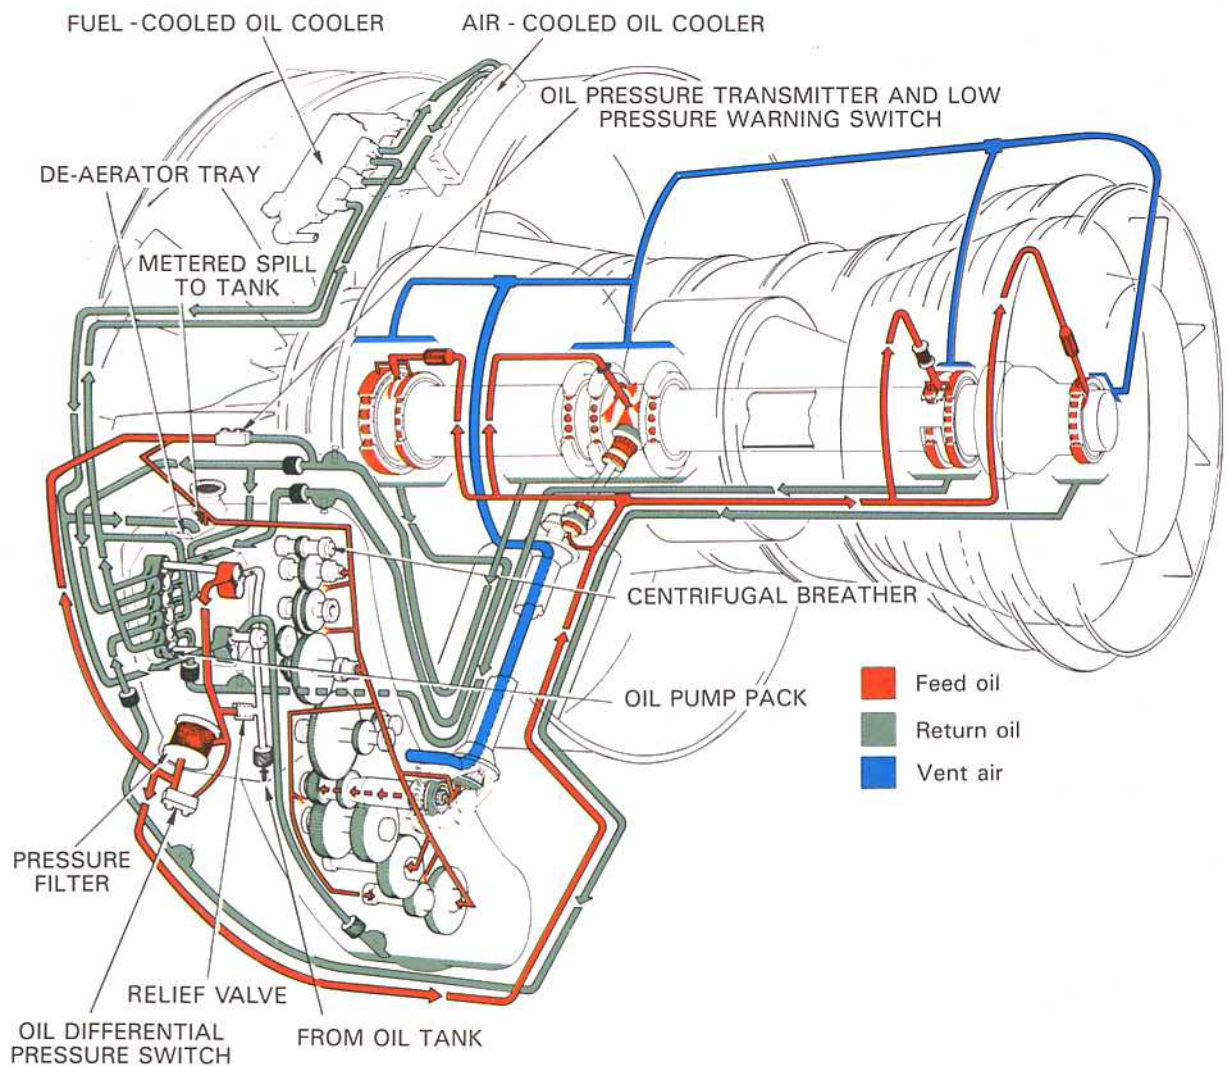 FUEL - COOLED OIL COOLER
AIR - COOLED OIL COOLER
OIL PRESSURE TRANSMITTER AND LOW
PRESSURE WARNING SWITCH
DE-AERATOR TRAY
METERED SPILL
TO TANK
CENTRIFUGAL BREATHER
OIL PUMP PACK
Feed oil
Return oil
Vent air
PRESSURE
FILTER
RELIEF VALVE
OIL DIFFERENTIAL
PRESSURE SWITCH
FROM OIL TANK